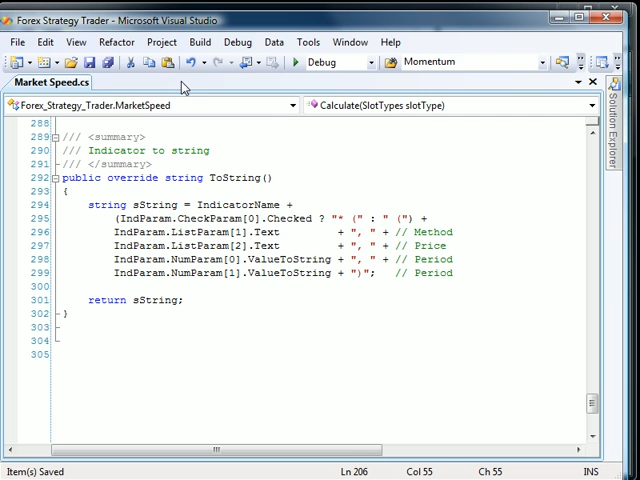 Forex Strategy Trader - Microsoft Visual Studio
File Edit View Refactor Project Build Debug Data Tools Window Help
Debug Momentum
Market Speed.cs
Forex_Strategy_Trader.MarketSpeed Calculate(SlotTypes slotType)
Solution Explorer
288
289 /// <summary>
290 /// Indicator to string
291 /// </summary>
292 public override string ToString()
293 {
294 string sString = IndicatorName +
295 (IndParam.CheckParam[0].Checked ? "* (" : " (") +
296 IndParam.ListParam[1].Text + ", " + // Method
297 IndParam.ListParam[2].Text + ", " + // Price
298 IndParam.NumParam[0].ValueToString + ", " + // Period
299 IndParam.NumParam[1].ValueToString + ")"; // Period
300
301 return sString;
302 }
303
304
305
Item(s) Saved Ln 206 Col 55 Ch 55 INS